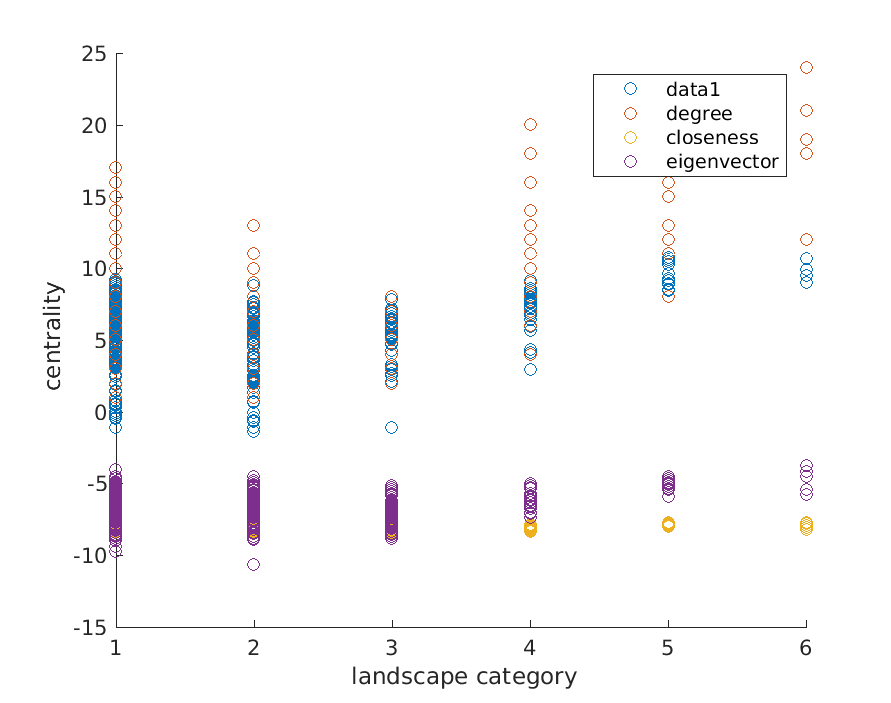 25
20
15
10
5
0
-5
-10
-15
centrality
data1
degree
closeness
eigenvector
1 2 3 4 5 6
landscape category